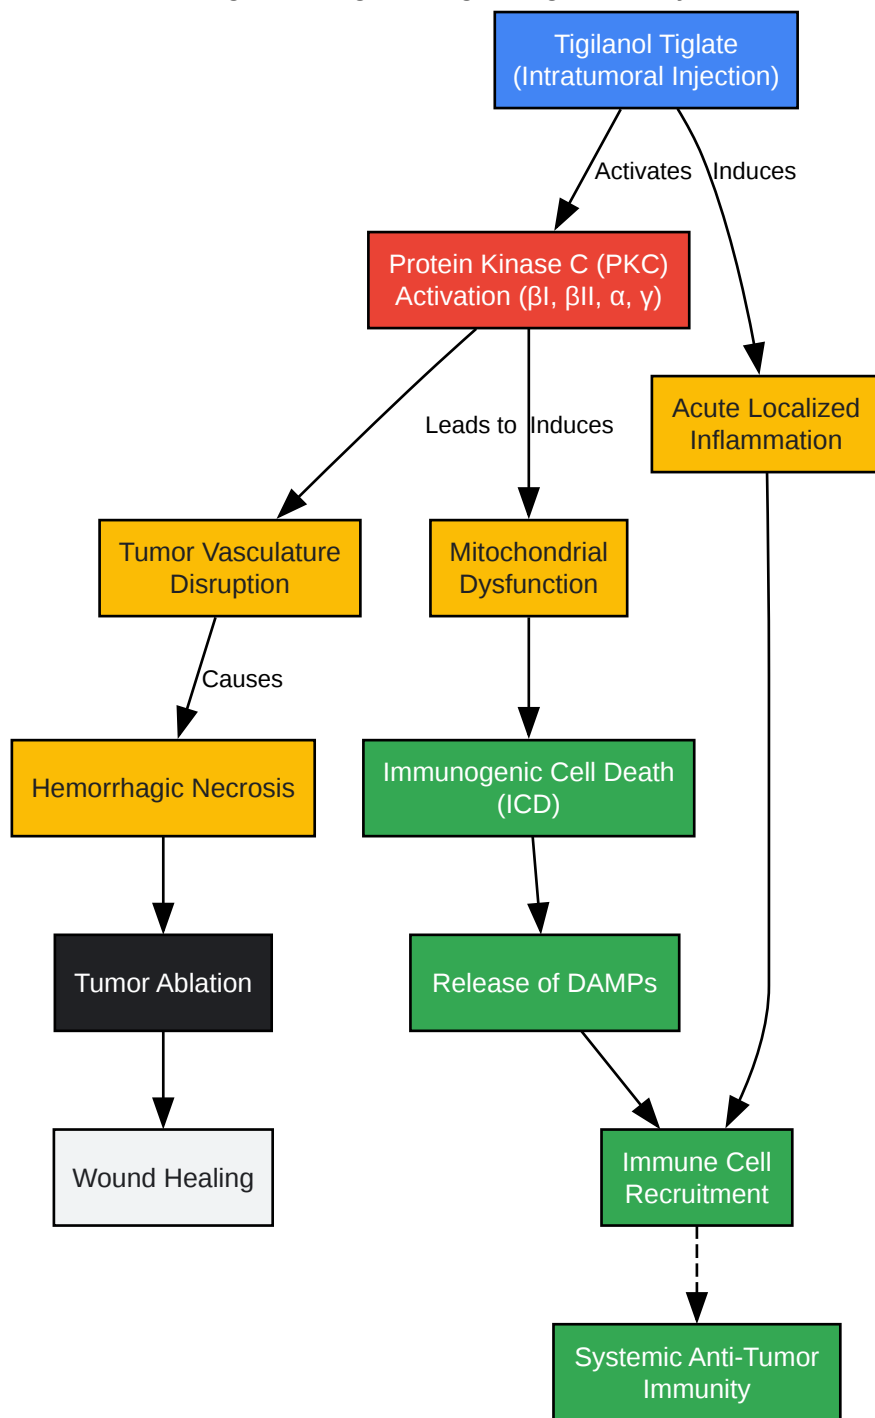 Tigilanol Tiglate
(Intratumoral Injection)
Activates
Induces
Protein Kinase C (PKC)
Activation (βI, βII, α, γ)
Acute Localized
Inflammation
Leads to
Induces
Tumor Vasculature
Disruption
Mitochondrial
Dysfunction
Causes
Hemorrhagic Necrosis
Immunogenic Cell Death
(ICD)
Tumor Ablation
Release of DAMPs
Wound Healing
Immune Cell
Recruitment
Systemic Anti-Tumor
Immunity